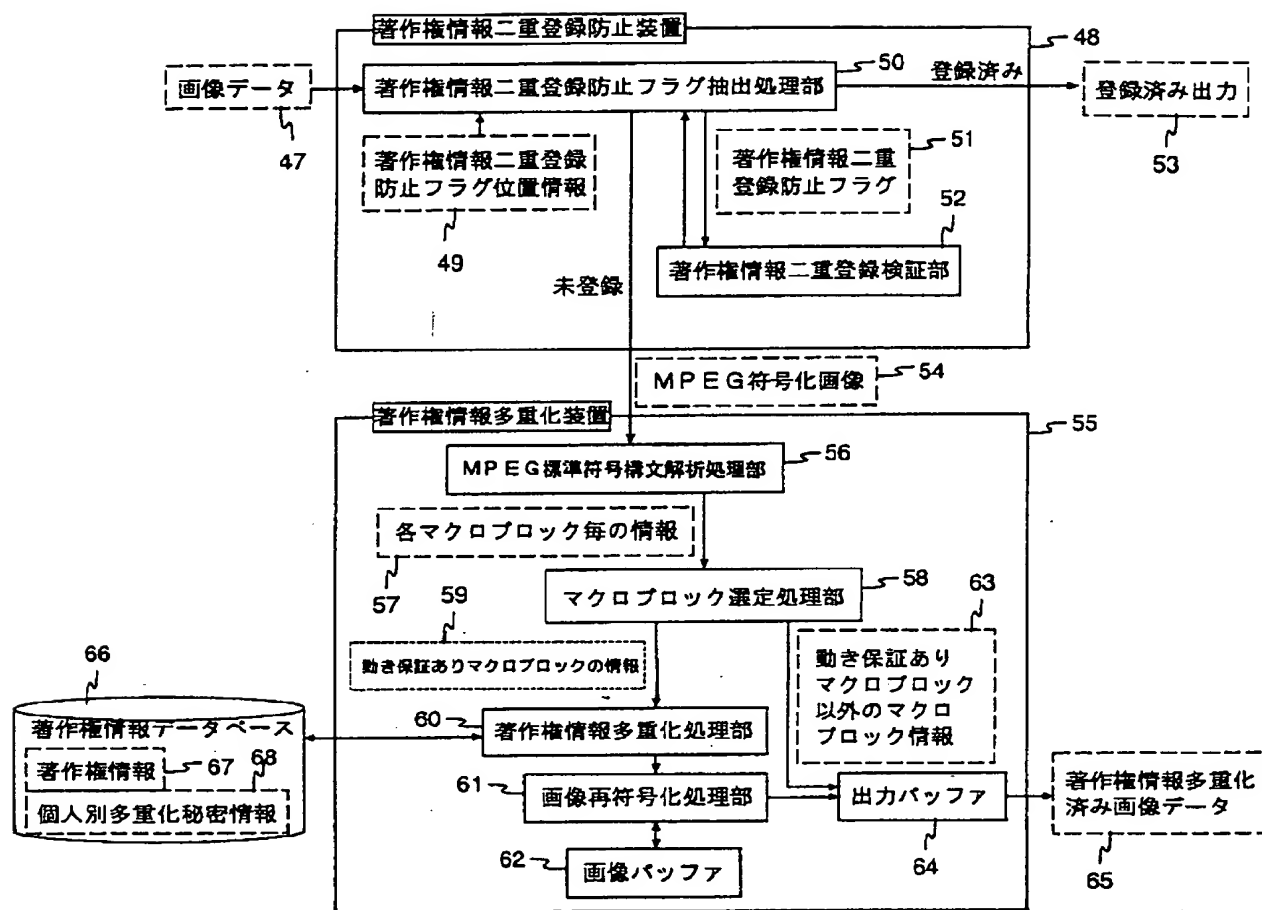 著作権情報二重登録防止装置
48
画像データ
47
著作権情報二重登録防止フラグ抽出処理部
50
登録済み
登録済み出力
53
著作権情報二重登録
防止フラグ位置情報
49
著作権情報二重
登録防止フラグ
51
52
著作権情報二重登録検証部
未登録
MPEG符号化画像
54
著作権情報多重化装置
55
MPEG標準符号構文解析処理部
56
各マクロブロック毎の情報
57
マクロブロック選定処理部
58
59
動き保証ありマクロブロックの情報
63
動き保証あり
マクロブロック
以外のマクロ
ブロック情報
66
著作権情報データベース
著作権情報
67
68
個人別多重化秘密情報
60
著作権情報多重化処理部
61
画像再符号化処理部
62
画像バッファ
出力バッファ
64
著作権情報多重化
済み画像データ
65